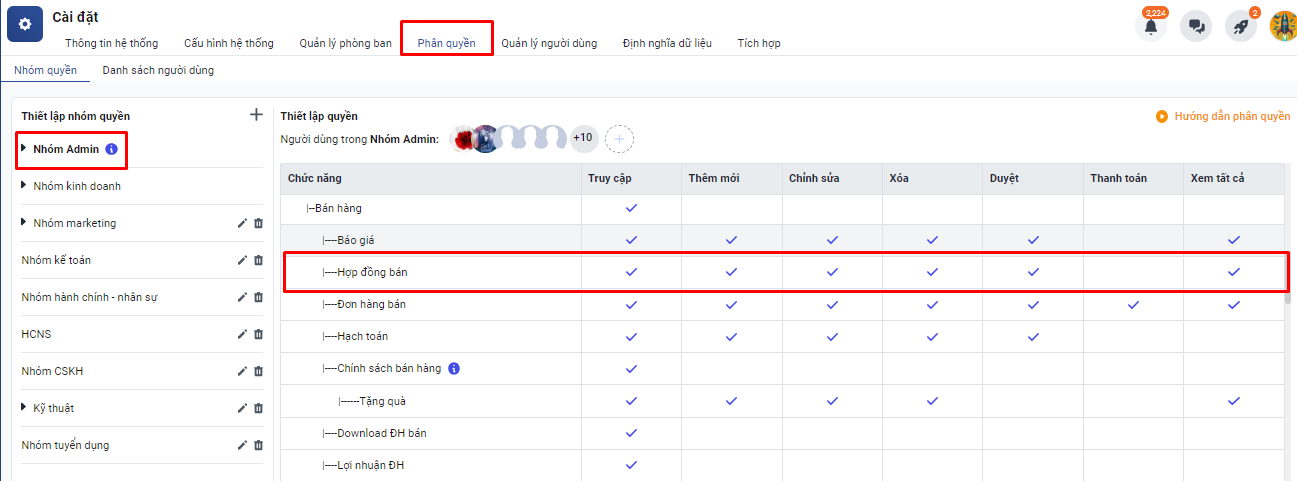 Cài đặt
Thông tin hệ thống Cấu hình hệ thống Quản lý phòng ban Phân quyền Quản lý người dùng Định nghĩa dữ liệu Tích hợp
2,224
2
Nhóm quyền Danh sách người dùng
Thiết lập nhóm quyền
Nhóm Admin
Nhóm kinh doanh
Nhóm marketing
Nhóm kế toán
Nhóm hành chính - nhân sự
HCNS
Nhóm CSKH
Kỹ thuật
Nhóm tuyển dụng
Thiết lập quyền
Hướng dẫn phân quyền
Người dùng trong Nhóm Admin: +10
Chức năng Truy cập Thêm mới Chỉnh sửa Xóa Duyệt Thanh toán Xem tất cả
|--Bán hàng
|----Báo giá
|----Hợp đồng bán
|----Đơn hàng bán
|----Hạch toán
|----Chính sách bán hàng
|------Tặng quà
|----Download ĐH bán
|----Lợi nhuận ĐH